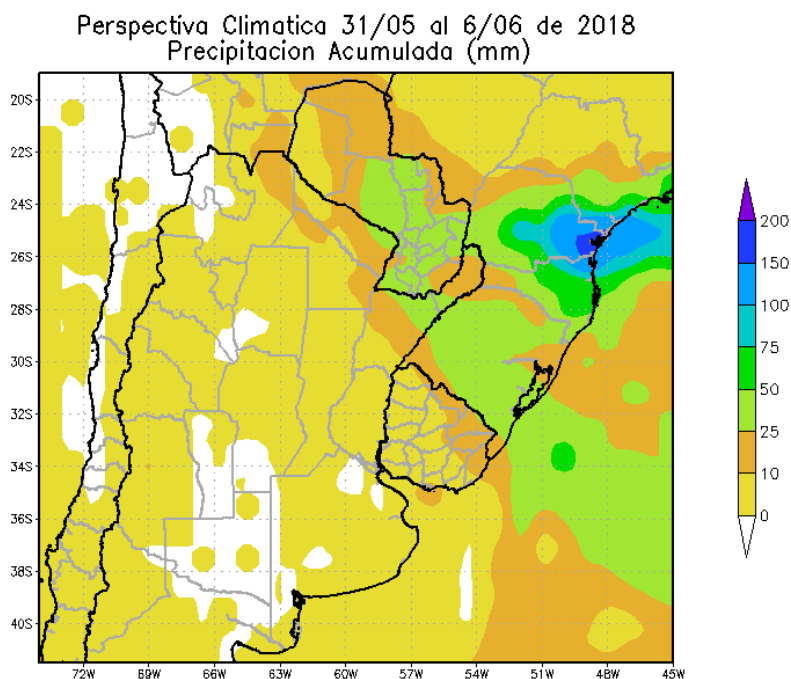 Perspectiva Climatica 31/05 al 6/06 de 2018
Precipitacion Acumulada (mm)
20S
22S
24S
26S
28S
30S
32S
34S
36S
38S
40S
72W 69W 66W 63W 60W 57W 54W 51W 48W 45W
200
150
100
75
50
25
10
0